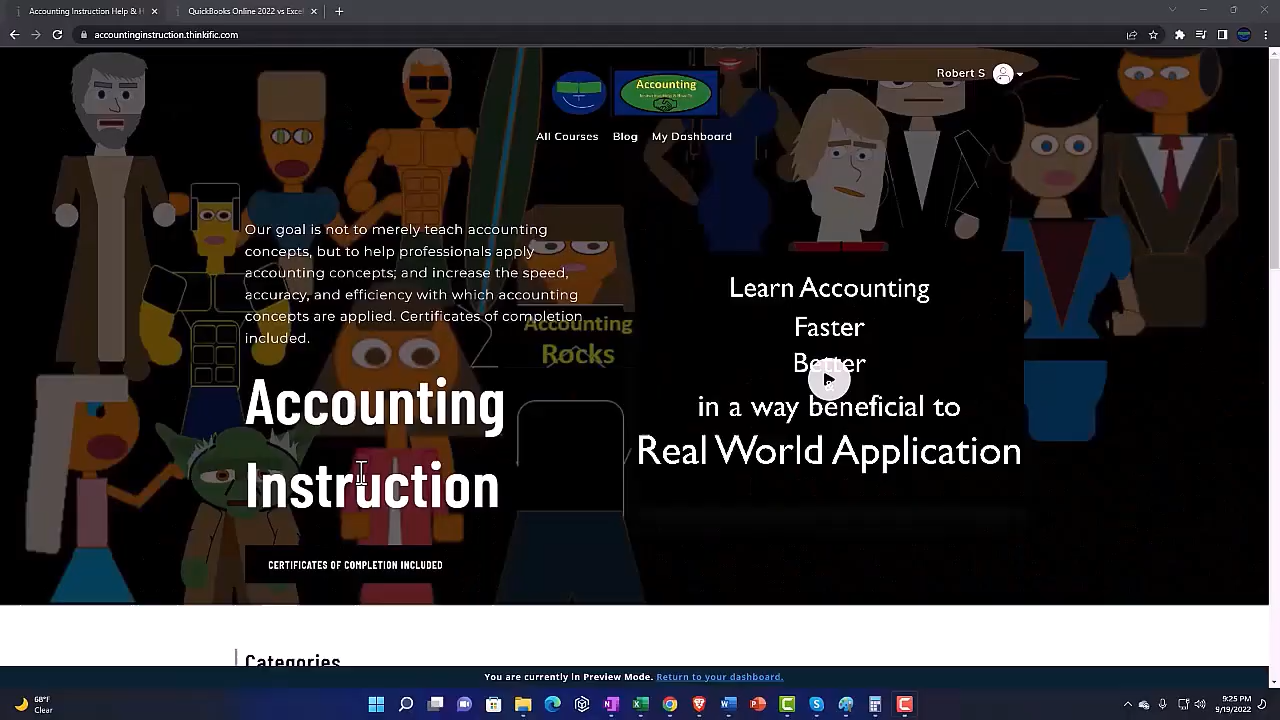 Accounting Instruction Help & H
QuickBooks Online 2022 vs Excel
accountinginstruction.thinkific.com
Robert S
Accounting
All Courses
Blog
My Dashboard
Our goal is not to merely teach accounting
concepts, but to help professionals apply
accounting concepts; and increase the speed,
accuracy, and efficiency with which accounting
concepts are applied. Certificates of completion
included.
Accounting
Rocks
Learn Accounting
Faster
Better
&
in a way beneficial to
Real World Application
Accounting
Instruction
CERTIFICATES OF COMPLETION INCLUDED
Categories
You are currently in Preview Mode. Return to your dashboard.
68°F
Clear
9:25 PM
9/19/2022